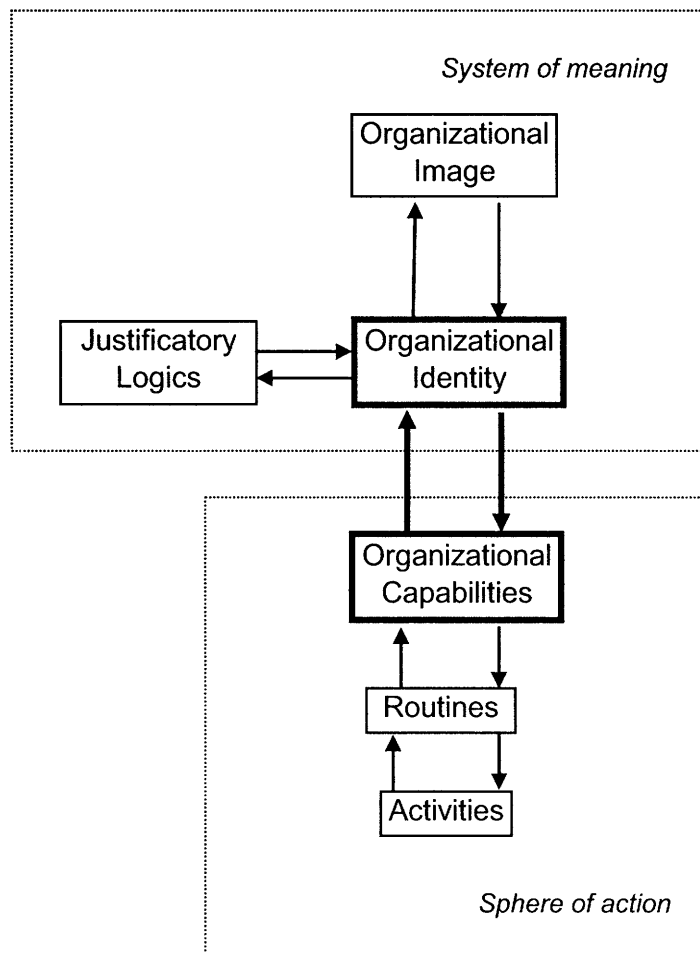 System of meaning
Organizational
Image
Justificatory
Logics
Organizational
Identity
Organizational
Capabilities
Routines
Activities
Sphere of action